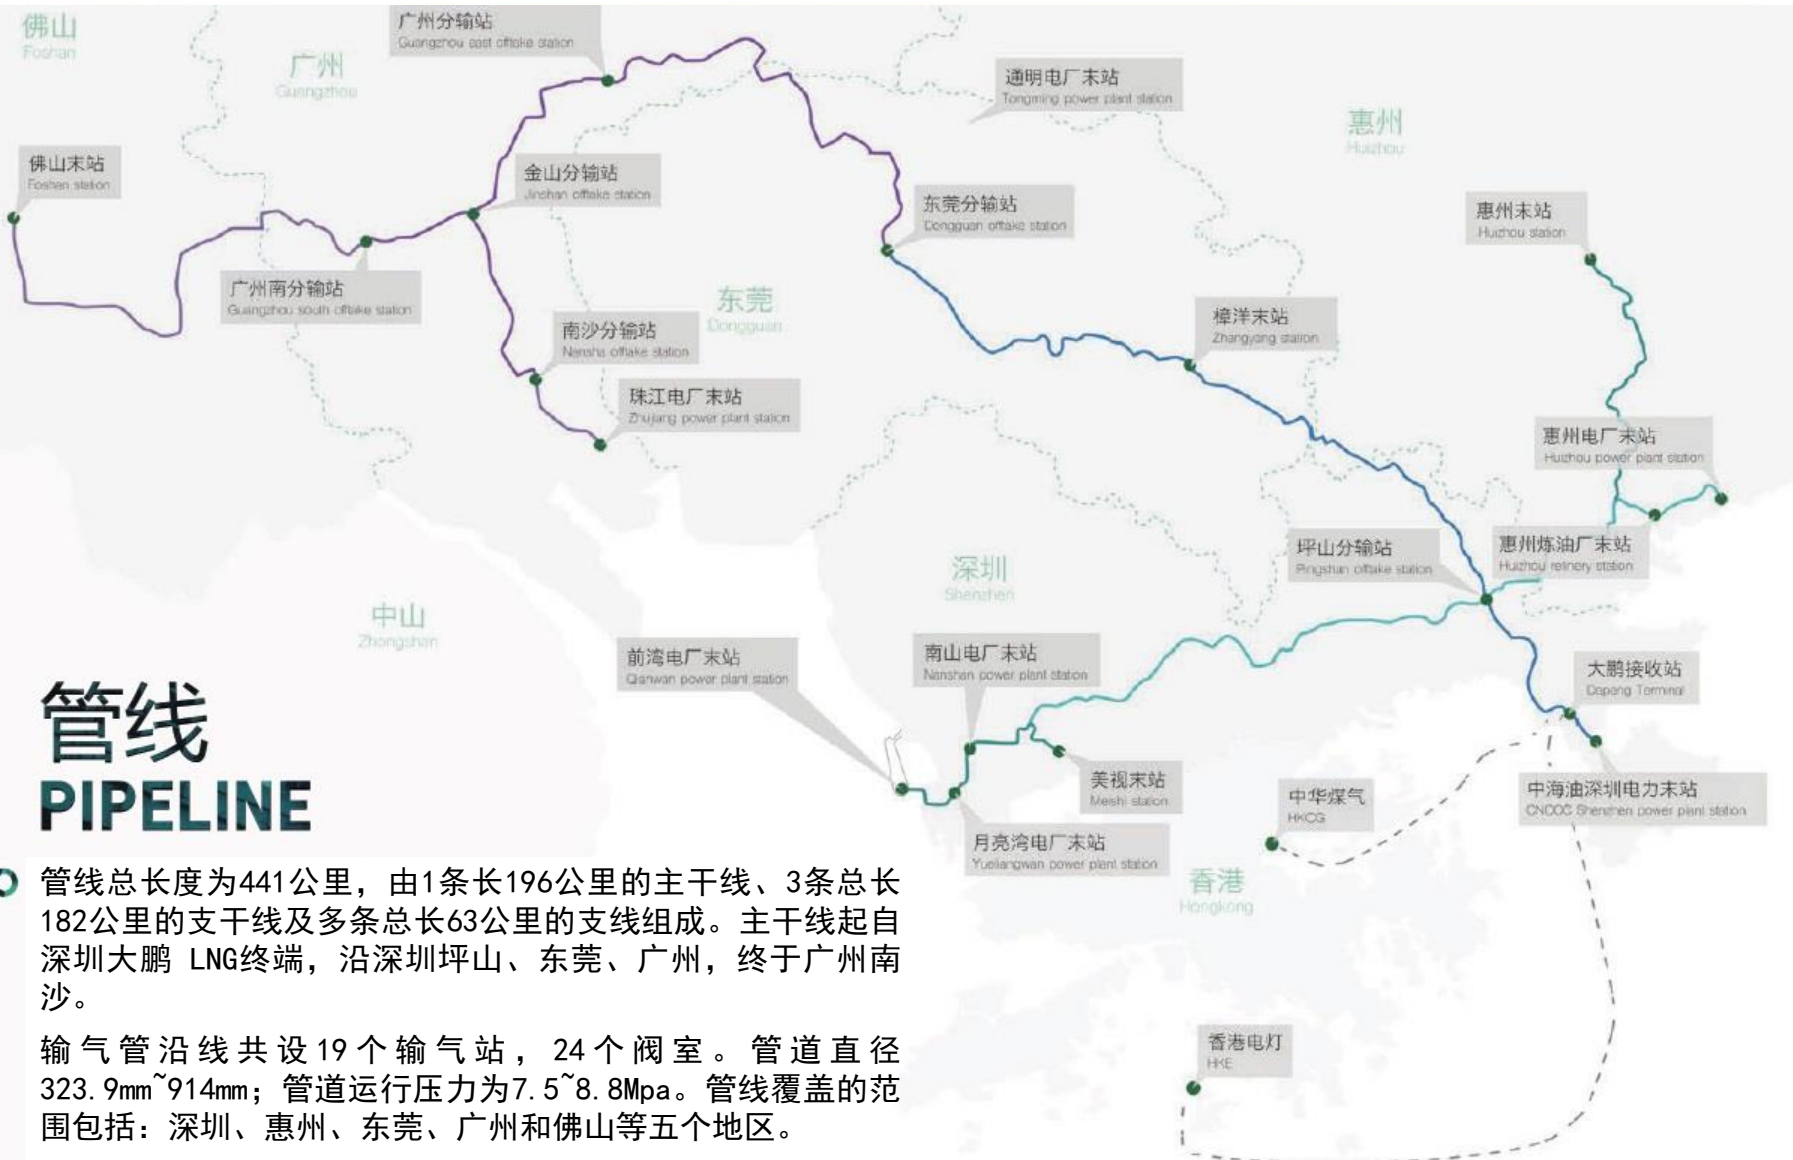 佛山
Foshan
广州
Guangzhou
广州分输站
Guangzhou east offtake station
通明电厂末站
Tongming power plant station
惠州
Huizhou
佛山末站
Foshan station
金山分输站
Jinshan offtake station
东莞分输站
Dongguan offtake station
惠州末站
Huizhou station
广州南分输站
Guangzhou south offtake station
东莞
Dongguan
南沙分输站
Nansha offtake station
樟洋末站
Zhangyang station
珠江电厂末站
Zhujiang power plant station
惠州电厂末站
Huizhou power plant station
坪山分输站
Pingshan offtake station
惠州炼油厂末站
Huizhou refinery station
深圳
Shenzhen
中山
Zhongshan
前湾电厂末站
Qianwan power plant station
南山电厂末站
Nanshan power plant station
大鹏接收站
Dapeng Terminal
美视末站
Meishi station
中华煤气
HKCG
中海油深圳电力末站
CNOOC Shenzhen power plant station
月亮湾电厂末站
Yueliangwan power plant station
香港
Hongkong
香港电灯
HKE
管线
PIPELINE
管线总长度为441公里，由1条长196公里的主干线、3条总长
182公里的支干线及多条总长63公里的支线组成。主干线起自
深圳大鹏 LNG终端，沿深圳坪山、东莞、广州，终于广州南
沙。
输气管沿线共设19个输气站，24个阀室。管道直径
323.9mm~914mm；管道运行压力为7.5~8.8Mpa。管线覆盖的范
围包括：深圳、惠州、东莞、广州和佛山等五个地区。